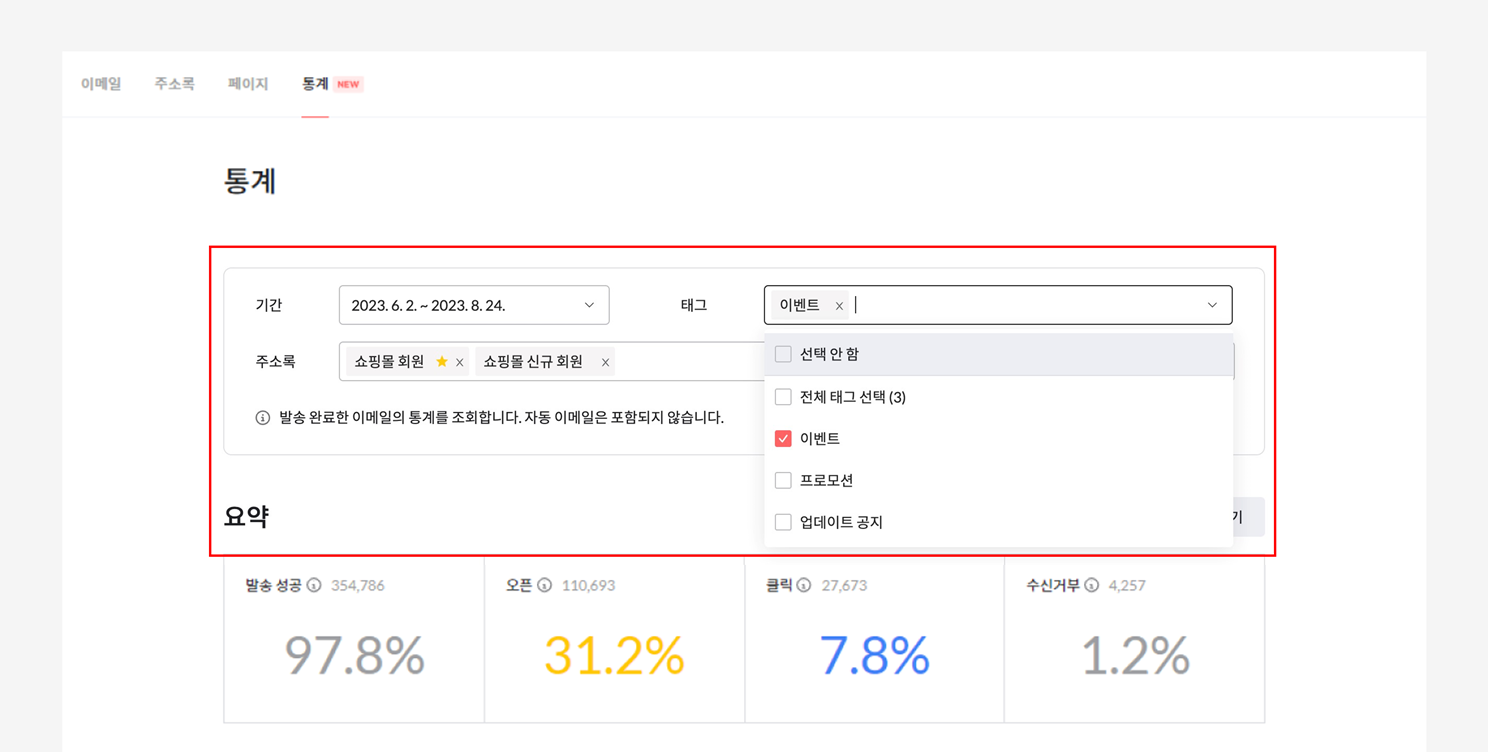 이메일 주소록 페이지 통계 NEW
통계
기간 2023. 6. 2. ~ 2023. 8. 24. 태그 이벤트 ×
주소록 쇼핑몰 회원 × 쇼핑몰 신규 회원 ×
선택 안 함
전체 태그 선택 (3)
발송 완료한 이메일의 통계를 조회합니다. 자동 이메일은 포함되지 않습니다.
이벤트
프로모션
업데이트 공지
요약 기
발송 성공 354,786 오픈 110,693 클릭 27,673 수신거부 4,257
97.8% 31.2% 7.8% 1.2%